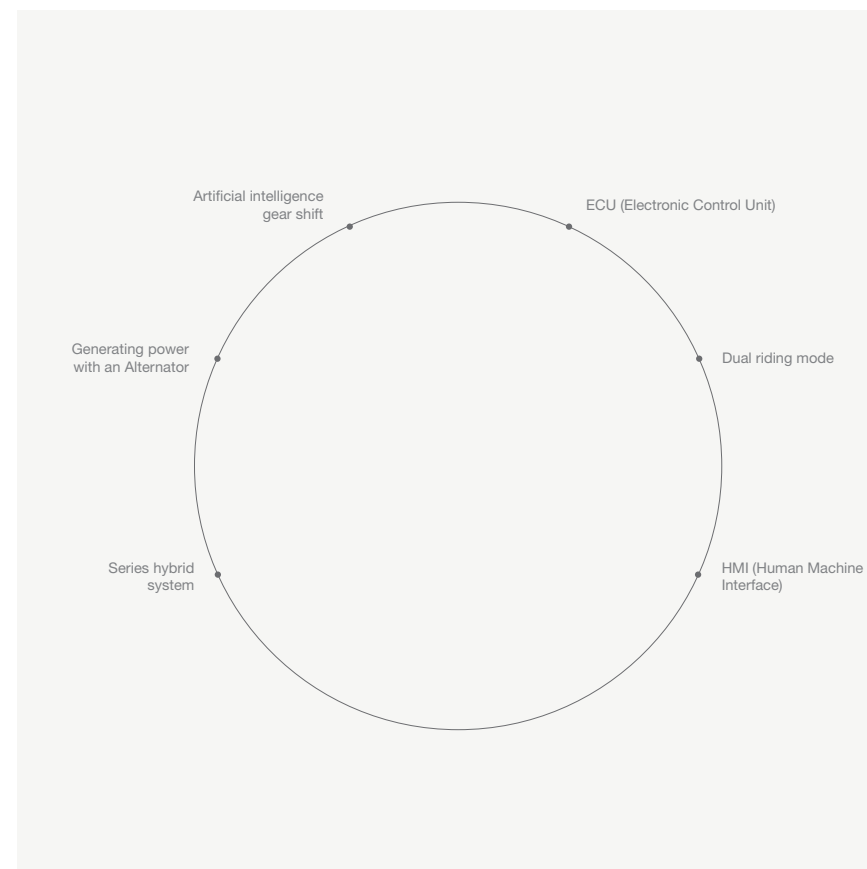 Artificial intelligence
gear shift
ECU (Electronic Control Unit)
Generating power
with an Alternator
Dual riding mode
Series hybrid
system
HMI (Human Machine
Interface)